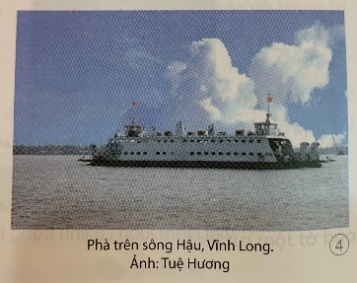 Phà trên sông Hậu, Vĩnh Long.
4
Ảnh: Tuệ Hương